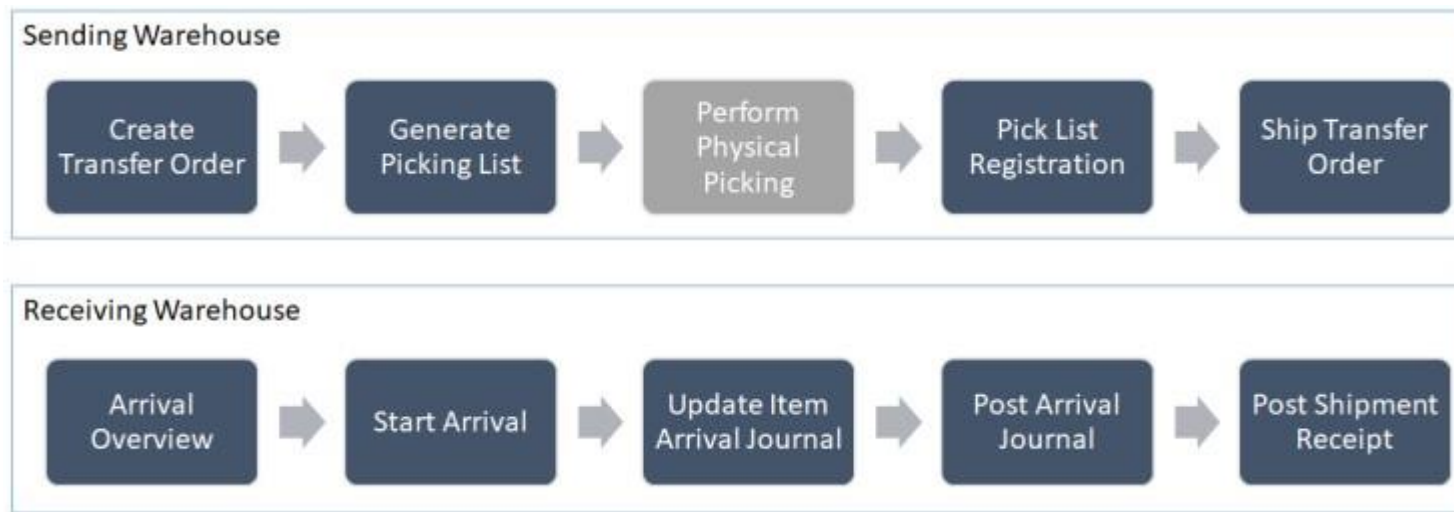 Sending Warehouse
Create
Transfer Order
Generate
Picking List
Perform
Physical
Picking
Pick List
Registration
Ship Transfer
Order
Receiving Warehouse
Arrival
Overview
Start Arrival
Update Item
Arrival Journal
Post Arrival
Journal
Post Shipment
Receipt